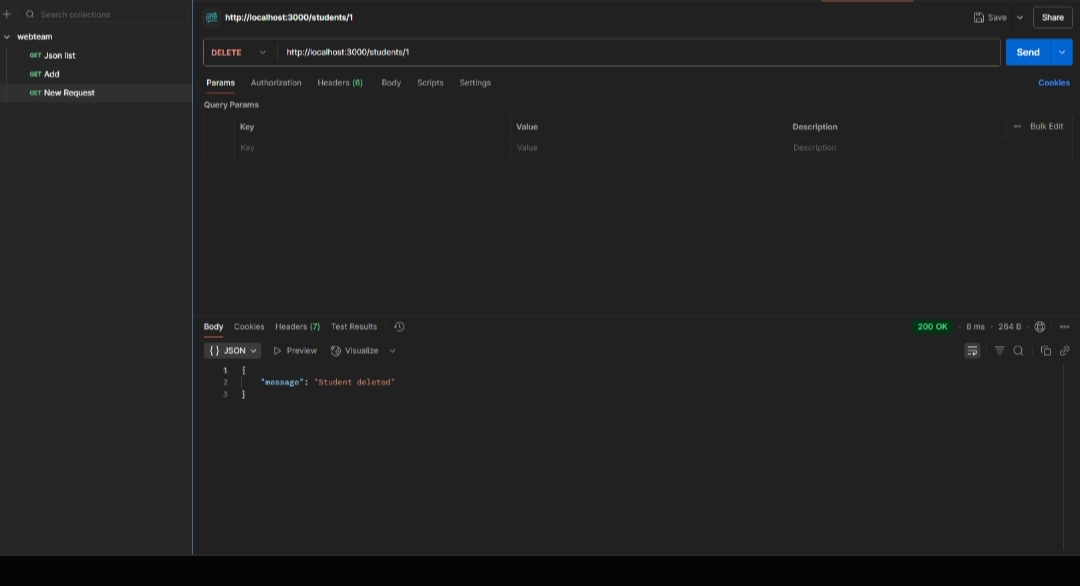 Search collections
webteam
GET Json list
GET Add
GET New Request
http://localhost:3000/students/1
Save
Share
DELETE
http://localhost:3000/students/1
Send
Params Authorization Headers (6) Body Scripts Settings
Cookies
Query Params
Key Value Description ••• Bulk Edit
Key Value Description
Body Cookies Headers (7) Test Results
200 OK • 8 ms • 264 B
{ } JSON Preview Visualize
1 {
2 "message": "Student deleted"
3 }